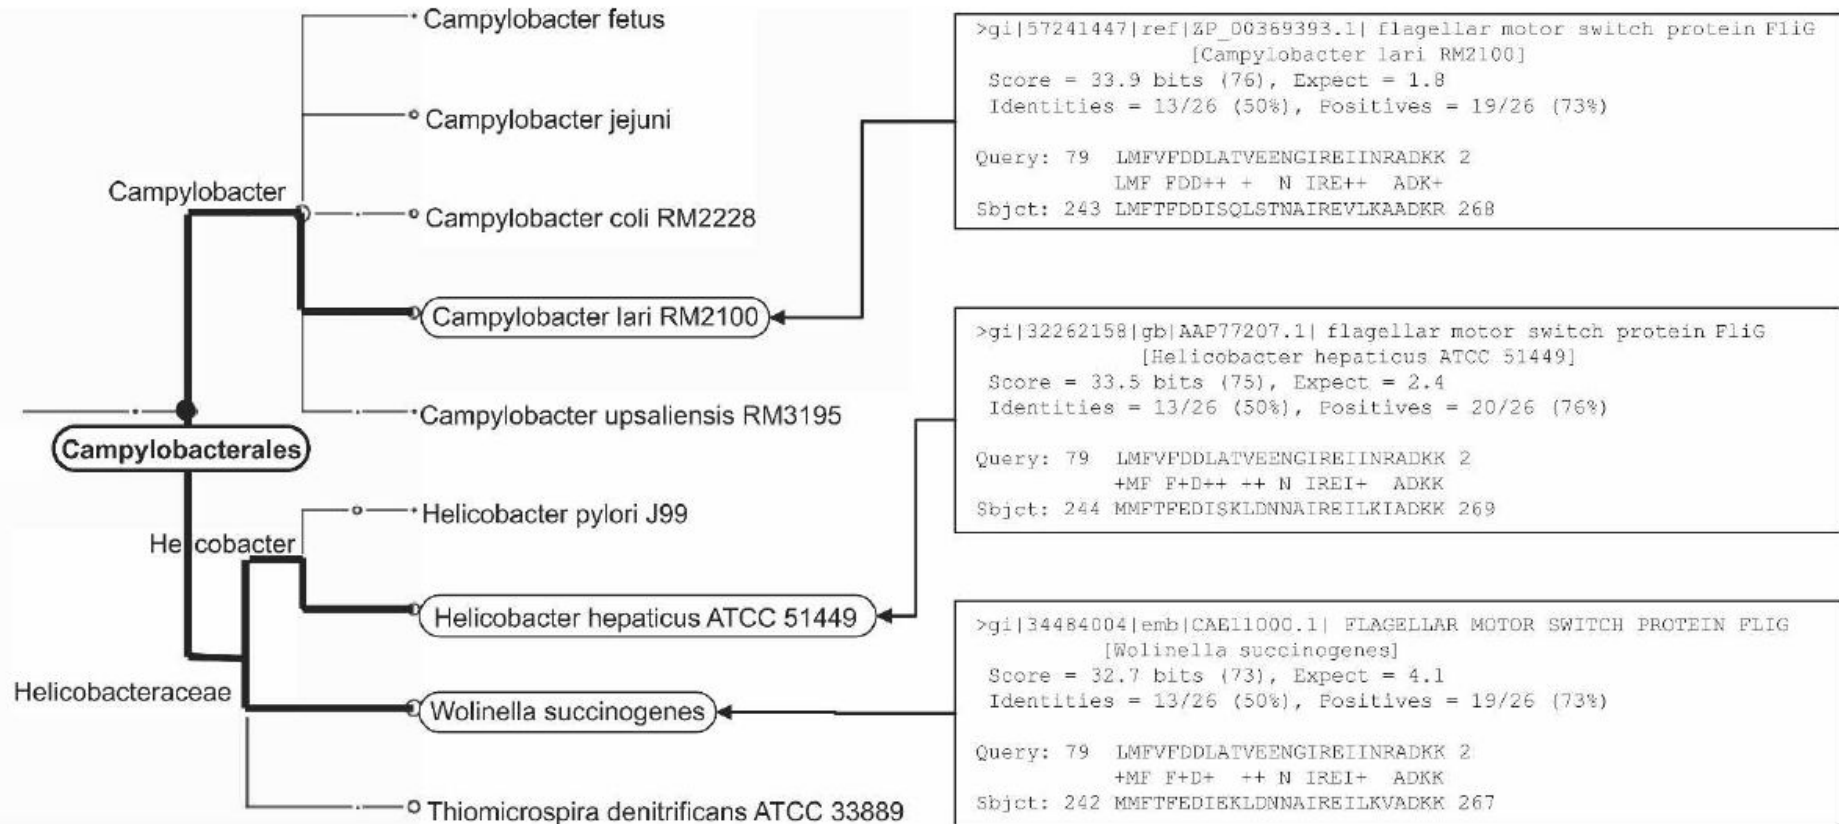 Campylobacter fetus
Campylobacter jejuni
Campylobacter
Campylobacter coli RM2228
Campylobacter lari RM2100
Campylobacter upsaliensis RM3195
Campylobacterales
Helicobacter pylori J99
Helicobacter
Helicobacter hepaticus ATCC 51449
Helicobacteraceae
Wolinella succinogenes
Thiomicrospira denitrificans ATCC 33889
>gi|57241447|ref|ZP_00369393.1| flagellar motor switch protein FliG
[Campylobacter lari RM2100]
Score = 33.9 bits (76), Expect = 1.8
Identities = 13/26 (50%), Positives = 19/26 (73%)
Query: 79 LMFVFDDLATVEENGIREIINRADKK 2
LMF FDD++ + N IRE++ ADK+
Sbjct: 243 LMFTFDDISQLSTNAIREVLKAADKR 268
>gi|32262158|gb|AAP77207.1| flagellar motor switch protein FliG
[Helicobacter hepaticus ATCC 51449]
Score = 33.5 bits (75), Expect = 2.4
Identities = 13/26 (50%), Positives = 20/26 (76%)
Query: 79 LMFVFDDLATVEENGIREIINRADKK 2
+MF F+D++ ++ N IREI+ ADKK
Sbjct: 244 MMFTFEDISKLDNNAIREILKIADKK 269
>gi|34484004|emb|CAE11000.1| FLAGELLAR MOTOR SWITCH PROTEIN FLIG
[Wolinella succinogenes]
Score = 32.7 bits (73), Expect = 4.1
Identities = 13/26 (50%), Positives = 19/26 (73%)
Query: 79 LMFVFDDLATVEENGIREIINRADKK 2
+MF F+D+ ++ N IREI+ ADKK
Sbjct: 242 MMFTFEDIEKLDNNAIREILKVADKK 267